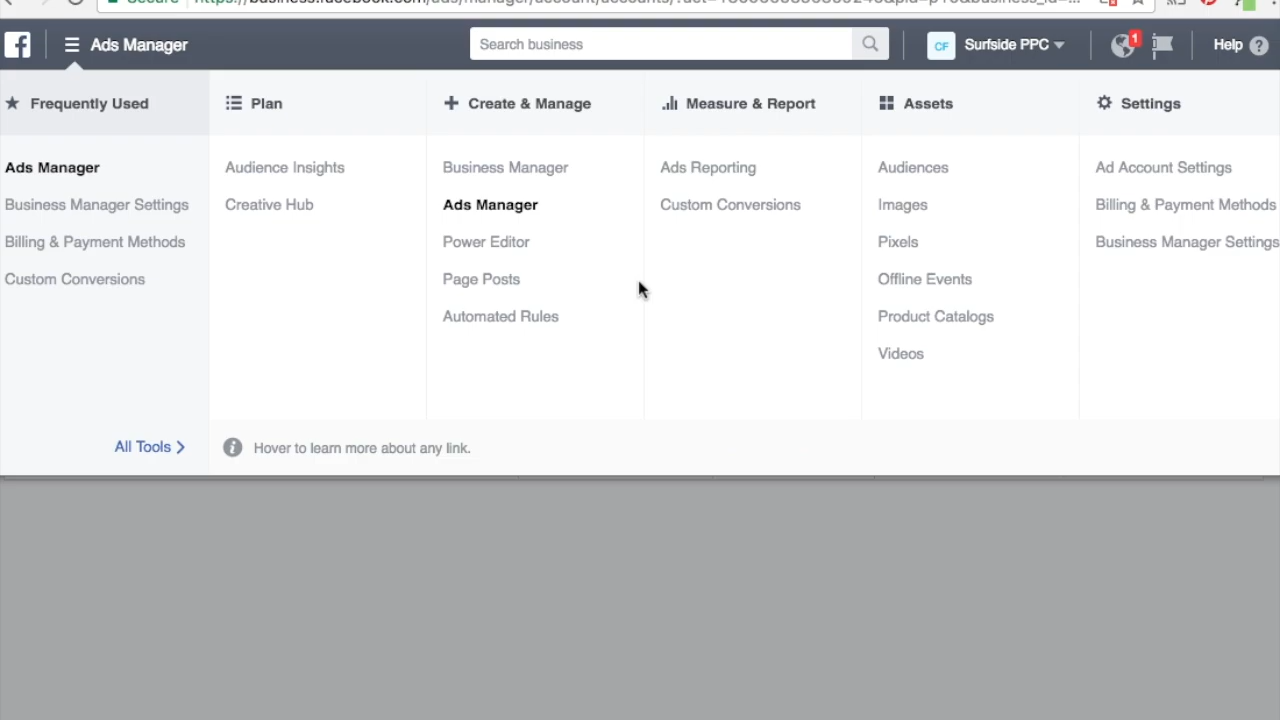 Ads Manager
Search business
CF
Surfside PPC
1
Help
Frequently Used
Ads Manager
Business Manager Settings
Billing & Payment Methods
Custom Conversions
All Tools
Plan
Audience Insights
Creative Hub
Create & Manage
Business Manager
Ads Manager
Power Editor
Page Posts
Automated Rules
Measure & Report
Ads Reporting
Custom Conversions
Assets
Audiences
Images
Pixels
Offline Events
Product Catalogs
Videos
Settings
Ad Account Settings
Billing & Payment Methods
Business Manager Settings
Hover to learn more about any link.